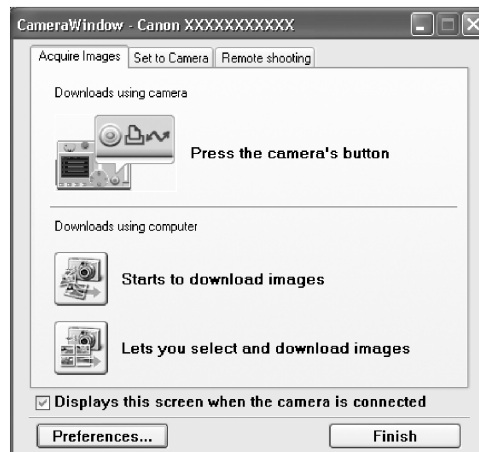 CameraWindow - Canon XXXXXXXXXXX
Acquire Images Set to Camera Remote shooting
Downloads using camera
Press the camera's button
Downloads using computer
Starts to download images
Lets you select and download images
Displays this screen when the camera is connected
Preferences... Finish